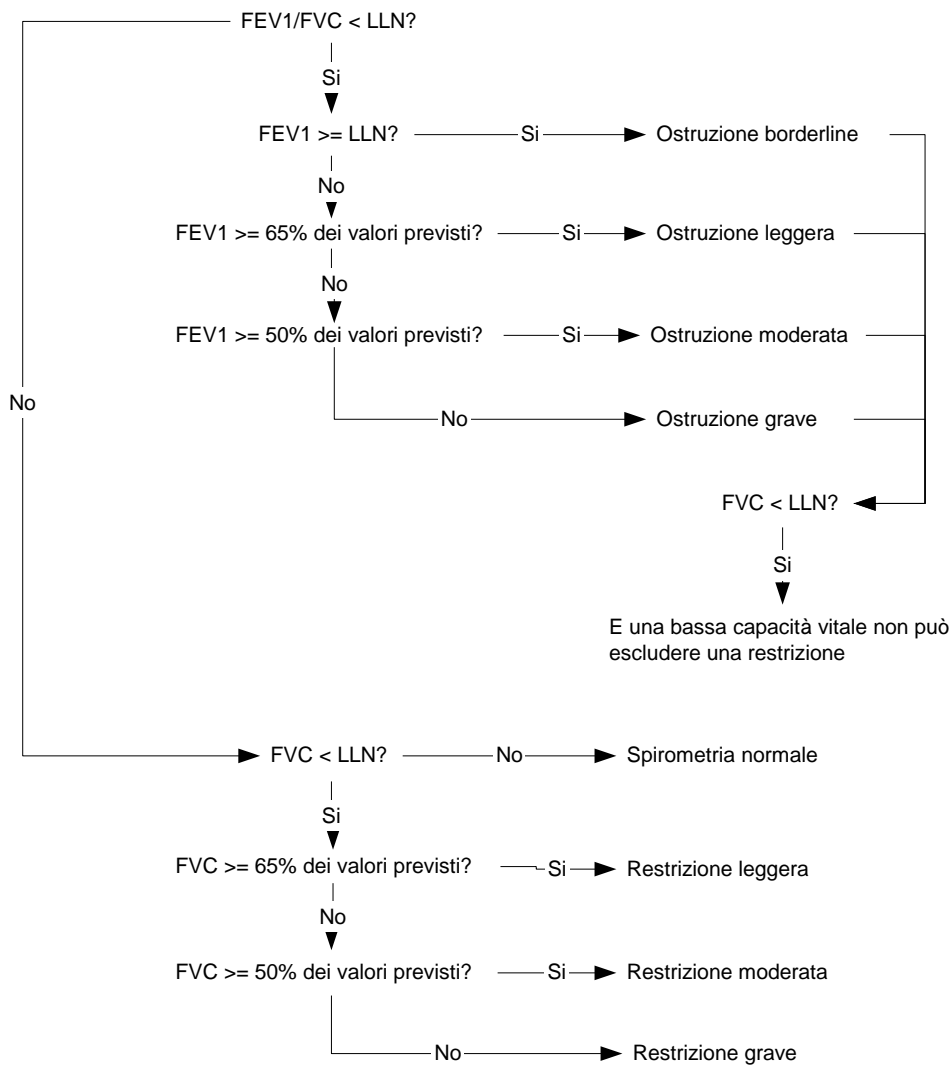 FEV1/FVC < LLN?
Si
FEV1 >= LLN?
Si
Ostruzione borderline
No
FEV1 >= 65% dei valori previsti?
Si
Ostruzione leggera
No
FEV1 >= 50% dei valori previsti?
Si
Ostruzione moderata
No
No
Ostruzione grave
FVC < LLN?
Si
E una bassa capacità vitale non può
escludere una restrizione
FVC < LLN?
No
Spirometria normale
Si
FVC >= 65% dei valori previsti?
Si
Restrizione leggera
No
FVC >= 50% dei valori previsti?
Si
Restrizione moderata
No
Restrizione grave